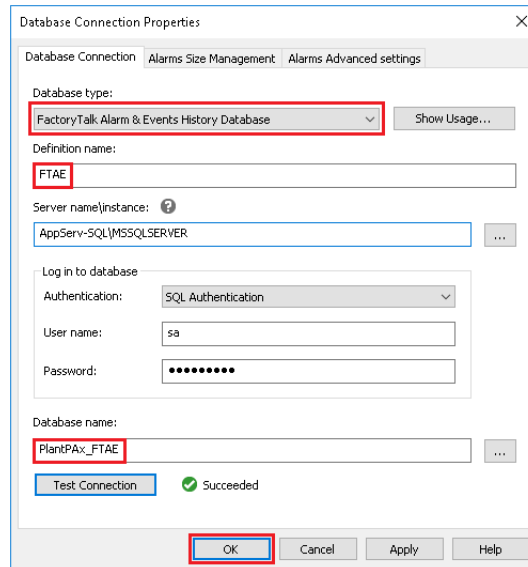 Database Connection Properties
Database Connection Alarms Size Management Alarms Advanced settings
Database type:
FactoryTalk Alarm & Events History Database Show Usage...
Definition name:
FTAE
Server name\instance: ?
AppServ-SQL\MSSQLSERVER ...
Log in to database
Authentication: SQL Authentication
User name: sa
Password: •••••••••
Database name:
PlantPAx_FTAE ...
Test Connection Succeeded
OK Cancel Apply Help